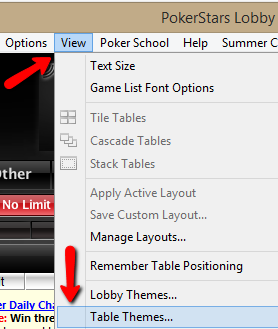 PokerStars Lobby
Options View Poker School Help Summer C
Text Size
Game List Font Options
Tile Tables
Cascade Tables
Stack Tables
Other
Apply Active Layout
No Limit
Save Custom Layout...
Manage Layouts...
Remember Table Positioning
Lobby Themes...
er Daily Cha
Table Themes...
e: Win thre